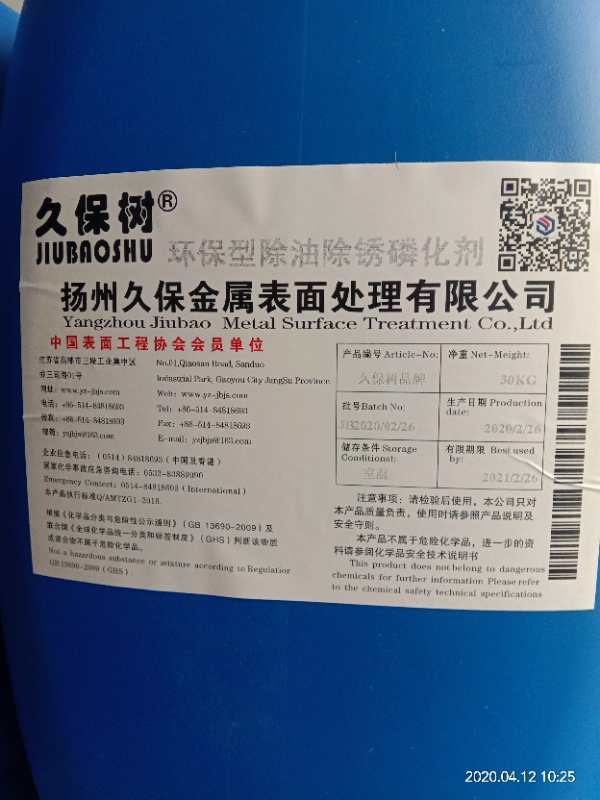 久保树®
JIUBAOSHU
环保型除油除锈磷化剂
扬州久保金属表面处理有限公司
Yangzhou Jiubao Metal Surface Treatment Co.,Ltd
中国表面工程协会会员单位
江苏省高邮市三垛工业集中区
No.01,Qiaonan Road, Sanduo
Industrial Park, Gaoyou City JangSu Province
网址: www.yz-jbjs.com
Web: www.yz-jbjs.com
电话: +86-514-84818693
Tel: +86-514-84818693
传真: +86-514-84818693
Fax: +86-514-84818693
邮箱: yzjbjs@163.com
E-mail: yzjbjs@163.com
企业应急电话: (0514) 84818693 (中国及香港)
国家化学事故应急咨询电话: 0532-83889090
Emergency Contect: 0514-84818693 (International)
本产品执行标准Q/AMTZG1-2018.
根据《化学品分类与危险性公示通则》(GB 13690-2009)及
联合国《全球化学品统一分类和标签制度》(GHS)判断该物质
或混合物不属于危险化学品。
Not a hazardous substance or mixture according to Regulation
GB 13690-2009 (GHS).
产品编号 Article-No:
久保树品牌
净重 Net-Weight:
30KG
批号Batch No:
2020/02/26
生产日期 Production
date:
2020/2/26
储存条件 Storage
Conditionst:
室温
有效期限 Best used
by:
2021/2/26
注意事项: 请检验后使用, 本公司只对
本产品质量负责, 使用时请参照产品说明及
安全守则。
本产品不属于危险化学品, 进一步的资
料请参阅化学品安全技术说明书
This product does not belong to dangerous
chemicals for further information Please refer
to the chemical safety technical specifications
2020.04.12 10:25